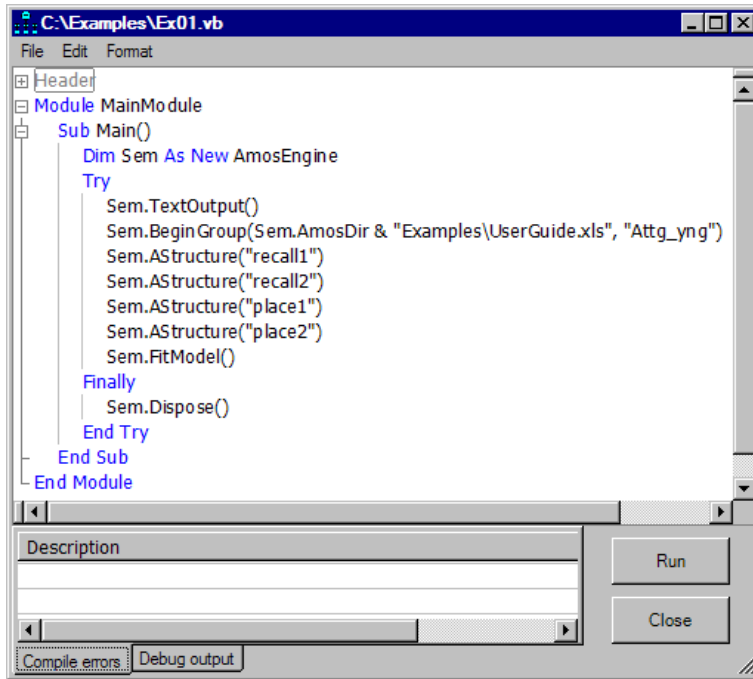 C:\Examples\Ex01.vb
File Edit Format
Header
Module MainModule
Sub Main()
Dim Sem As New AmosEngine
Try
Sem.TextOutput()
Sem.BeginGroup(Sem.AmosDir & "Examples\UserGuide.xls", "Attg_yng")
Sem.AStructure("recall1")
Sem.AStructure("recall2")
Sem.AStructure("place1")
Sem.AStructure("place2")
Sem.FitModel()
Finally
Sem.Dispose()
End Try
End Sub
End Module
Description
Run
Close
Compile errors Debug output